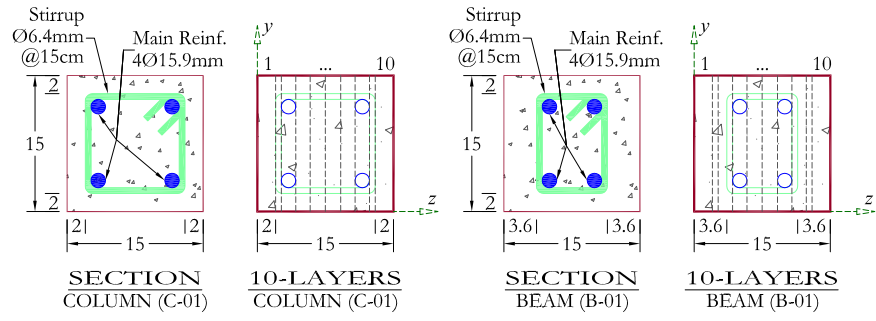 Stirrup
Ø6.4mm
@15cm
Main Reinf.
4Ø15.9mm
2
15
2
2
2
15
SECTION
COLUMN (C-01)
y
1 ... 10
z
2
2
15
10-LAYERS
COLUMN (C-01)
Stirrup
Ø6.4mm
@15cm
Main Reinf.
4Ø15.9mm
2
15
2
3.6
3.6
15
SECTION
BEAM (B-01)
y
1 ... 10
z
3.6
3.6
15
10-LAYERS
BEAM (B-01)